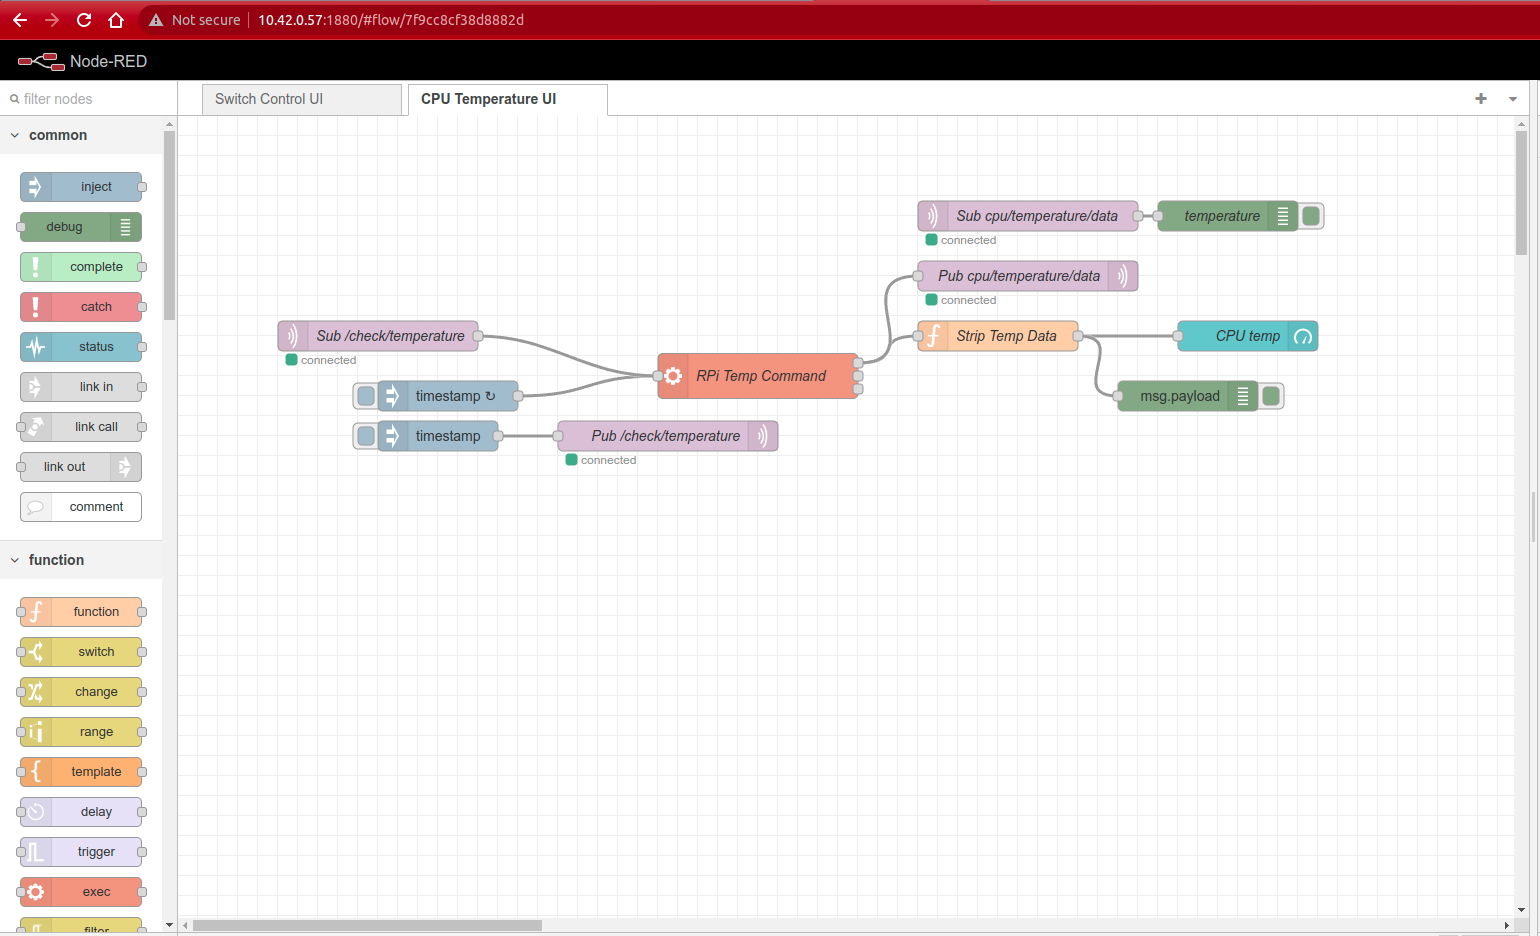 Not secure 10.42.0.57:1880/#flow/7f9cc8cf38d8882d
Node-RED
filter nodes
Switch Control UI
CPU Temperature UI
common
inject
debug
complete
catch
status
link in
link call
link out
comment
function
function
switch
change
range
template
delay
trigger
exec
filter
Sub cpu/temperature/data
connected
temperature
Pub cpu/temperature/data
connected
Sub /check/temperature
connected
Strip Temp Data
CPU temp
RPi Temp Command
timestamp ↻
msg.payload
timestamp
Pub /check/temperature
connected